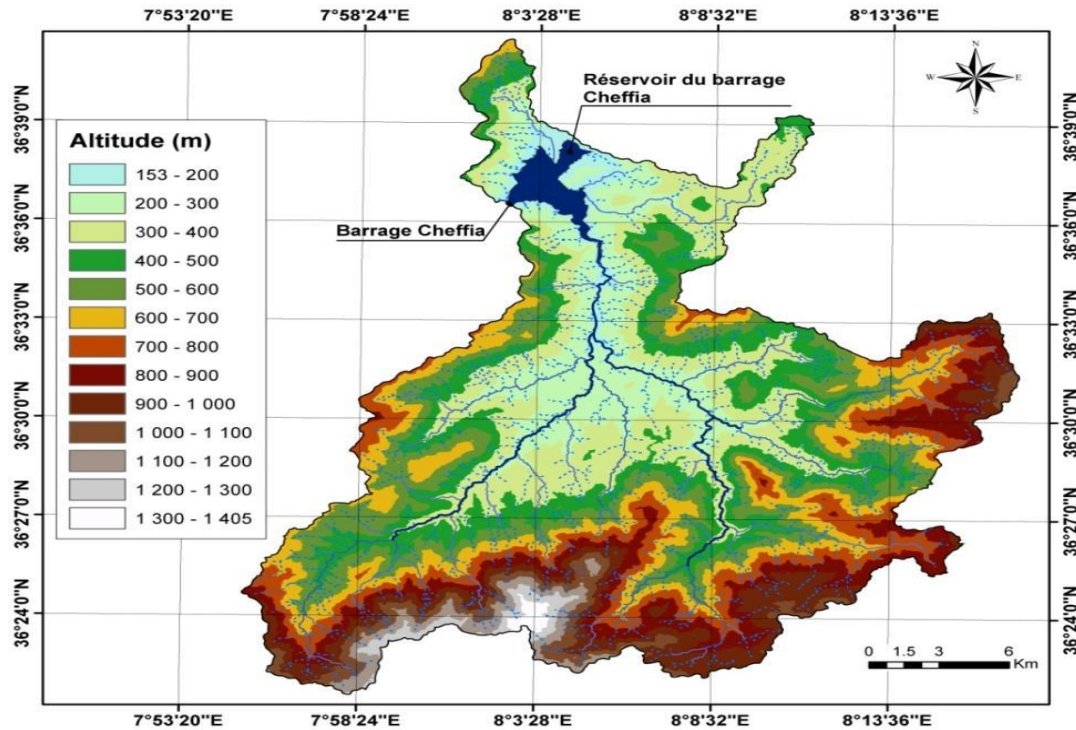 7°53'20"E 7°58'24"E 8°3'28"E 8°8'32"E 8°13'36"E
N
W E
S
Réservoir du barrage
Cheffia
36°39'0"N 36°39'0"N
Altitude (m)
153 - 200
200 - 300
300 - 400
400 - 500
500 - 600
600 - 700
700 - 800
800 - 900
900 - 1 000
1 000 - 1 100
1 100 - 1 200
1 200 - 1 300
1 300 - 1 405
36°36'0"N 36°36'0"N
Barrage Cheffia
36°33'0"N 36°33'0"N
36°30'0"N 36°30'0"N
36°27'0"N 36°27'0"N
36°24'0"N 36°24'0"N
0 1.5 3 6
Km
7°53'20"E 7°58'24"E 8°3'28"E 8°8'32"E 8°13'36"E